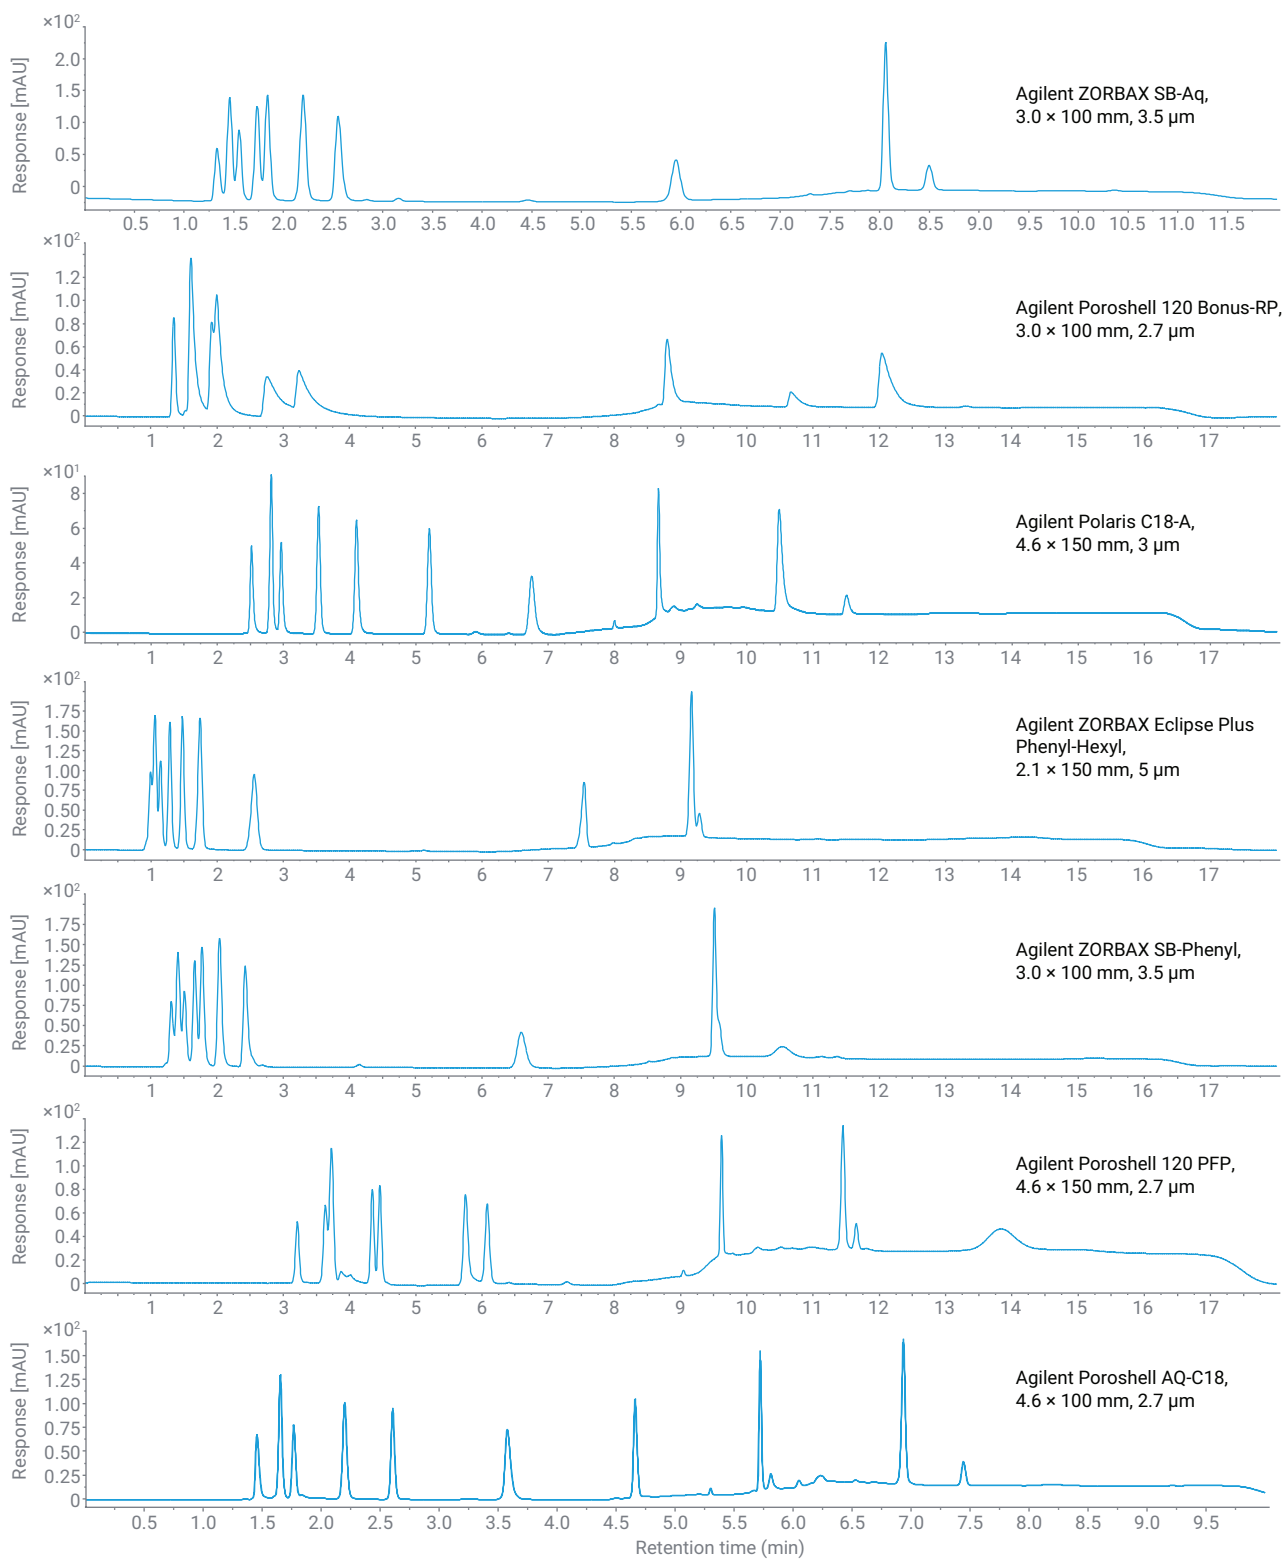 ×10²
Response [mAU]
2.0
1.5
1.0
0.5
0
Agilent ZORBAX SB-Aq,
3.0 × 100 mm, 3.5 µm
0.5 1.0 1.5 2.0 2.5 3.0 3.5 4.0 4.5 5.0 5.5 6.0 6.5 7.0 7.5 8.0 8.5 9.0 9.5 10.0 10.5 11.0 11.5
×10²
Response [mAU]
1.2
1.0
0.8
0.6
0.4
0.2
0
Agilent Poroshell 120 Bonus-RP,
3.0 × 100 mm, 2.7 µm
1 2 3 4 5 6 7 8 9 10 11 12 13 14 15 16 17
×10¹
Response [mAU]
8
6
4
2
0
Agilent Polaris C18-A,
4.6 × 150 mm, 3 µm
1 2 3 4 5 6 7 8 9 10 11 12 13 14 15 16 17
×10²
Response [mAU]
1.75
1.50
1.25
1.00
0.75
0.50
0.25
0
Agilent ZORBAX Eclipse Plus
Phenyl-Hexyl,
2.1 × 150 mm, 5 µm
1 2 3 4 5 6 7 8 9 10 11 12 13 14 15 16 17
×10²
Response [mAU]
1.75
1.50
1.25
1.00
0.75
0.50
0.25
0
Agilent ZORBAX SB-Phenyl,
3.0 × 100 mm, 3.5 µm
1 2 3 4 5 6 7 8 9 10 11 12 13 14 15 16 17
×10²
Response [mAU]
1.2
1.0
0.8
0.6
0.4
0.2
0
Agilent Poroshell 120 PFP,
4.6 × 150 mm, 2.7 µm
1 2 3 4 5 6 7 8 9 10 11 12 13 14 15 16 17
×10²
Response [mAU]
1.50
1.25
1.00
0.75
0.50
0.25
0
Agilent Poroshell AQ-C18,
4.6 × 100 mm, 2.7 µm
0.5 1.0 1.5 2.0 2.5 3.0 3.5 4.0 4.5 5.0 5.5 6.0 6.5 7.0 7.5 8.0 8.5 9.0 9.5
Retention time (min)